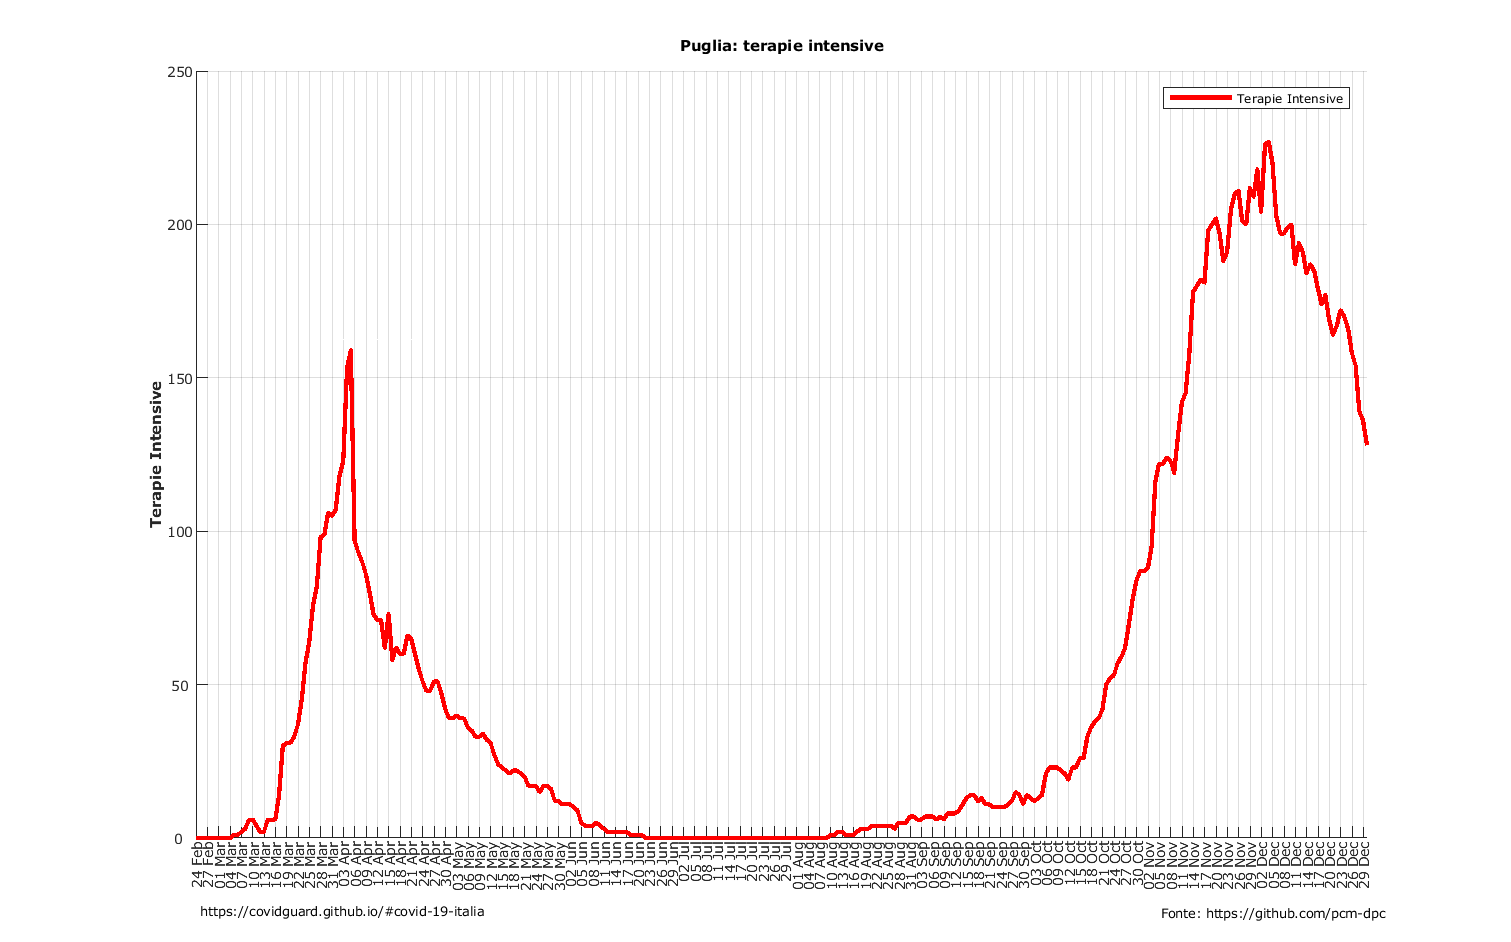 Puglia: terapie intensive
Terapie Intensive
Terapie Intensive
250
200
150
100
50
0
24 Feb
27 Feb
01 Mar
04 Mar
07 Mar
10 Mar
13 Mar
16 Mar
19 Mar
22 Mar
25 Mar
28 Mar
31 Mar
03 Apr
06 Apr
09 Apr
12 Apr
15 Apr
18 Apr
21 Apr
24 Apr
27 Apr
30 Apr
03 May
06 May
09 May
12 May
15 May
18 May
21 May
24 May
27 May
30 May
02 Jun
05 Jun
08 Jun
11 Jun
14 Jun
17 Jun
20 Jun
23 Jun
26 Jun
29 Jun
02 Jul
05 Jul
08 Jul
11 Jul
14 Jul
17 Jul
20 Jul
23 Jul
26 Jul
29 Jul
01 Aug
04 Aug
07 Aug
10 Aug
13 Aug
16 Aug
19 Aug
22 Aug
25 Aug
28 Aug
31 Aug
03 Sep
06 Sep
09 Sep
12 Sep
15 Sep
18 Sep
21 Sep
24 Sep
27 Sep
30 Sep
03 Oct
06 Oct
09 Oct
12 Oct
15 Oct
18 Oct
21 Oct
24 Oct
27 Oct
30 Oct
02 Nov
05 Nov
08 Nov
11 Nov
14 Nov
17 Nov
20 Nov
23 Nov
26 Nov
29 Nov
02 Dec
05 Dec
08 Dec
11 Dec
14 Dec
17 Dec
20 Dec
23 Dec
26 Dec
29 Dec
https://covidguard.github.io/#covid-19-italia
Fonte: https://github.com/pcm-dpc